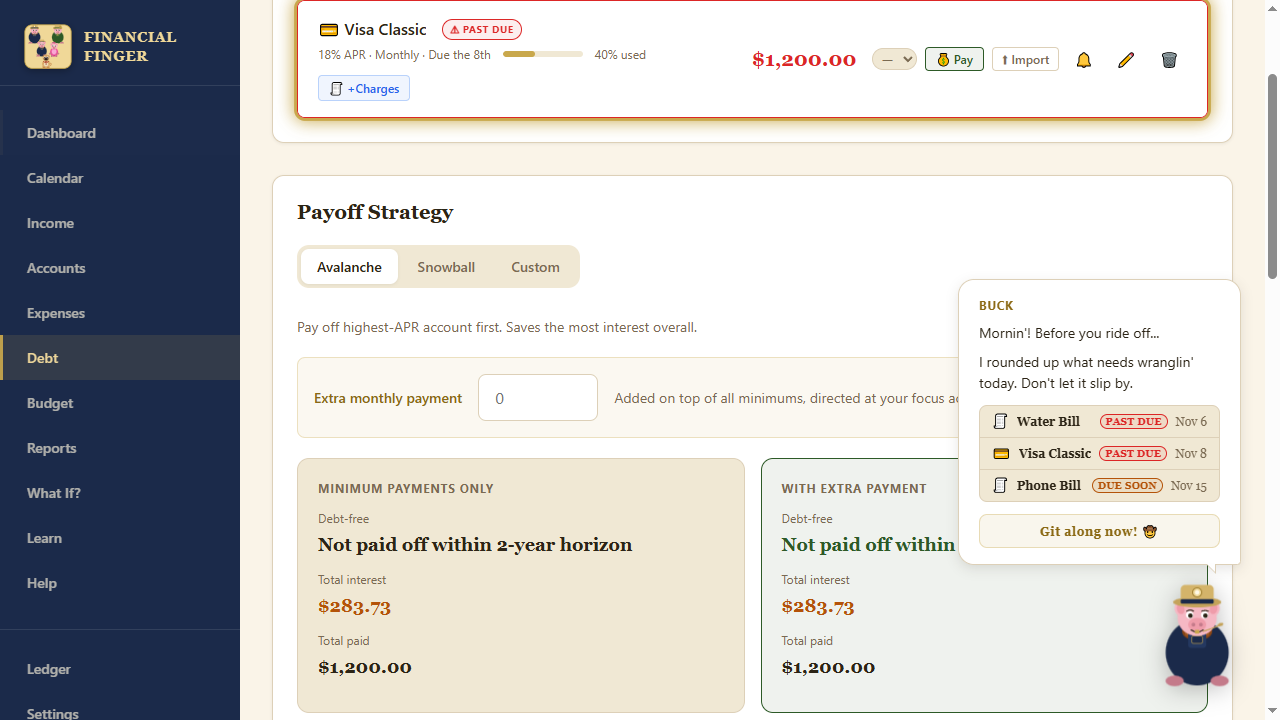 FINANCIAL
FINGER
Dashboard
Calendar
Income
Accounts
Expenses
Debt
Budget
Reports
What If?
Learn
Help
Ledger
Settings
Visa Classic
PAST DUE
18% APR · Monthly · Due the 8th
40% used
+Charges
$1,200.00
—
Pay
Import
Payoff Strategy
Avalanche
Snowball
Custom
Pay off highest-APR account first. Saves the most interest overall.
Extra monthly payment
0
Added on top of all minimums, directed at your focus
MINIMUM PAYMENTS ONLY
Debt-free
Not paid off within 2-year horizon
Total interest
$283.73
Total paid
$1,200.00
WITH EXTRA PAYMENT
Debt-free
Not paid off within
Total interest
$283.73
Total paid
$1,200.00
BUCK
Mornin'! Before you ride off...
I rounded up what needs wranglin'
today. Don't let it slip by.
Water Bill PAST DUE Nov 6
Visa Classic PAST DUE Nov 8
Phone Bill DUE SOON Nov 15
Git along now!